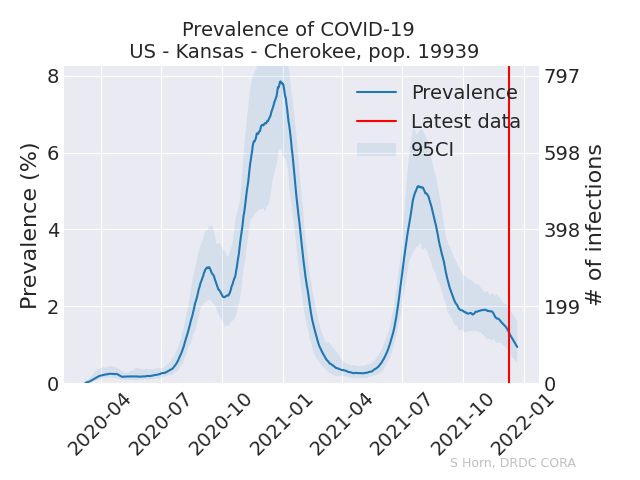 Prevalence of COVID-19
US - Kansas - Cherokee, pop. 19939
Prevalence (%)
8
6
4
2
0
Prevalence
Latest data
95CI
797
598
398
199
0
# of infections
2020-04
2020-07
2020-10
2021-01
2021-04
2021-07
2021-10
2022-01
S Horn, DRDC CORA